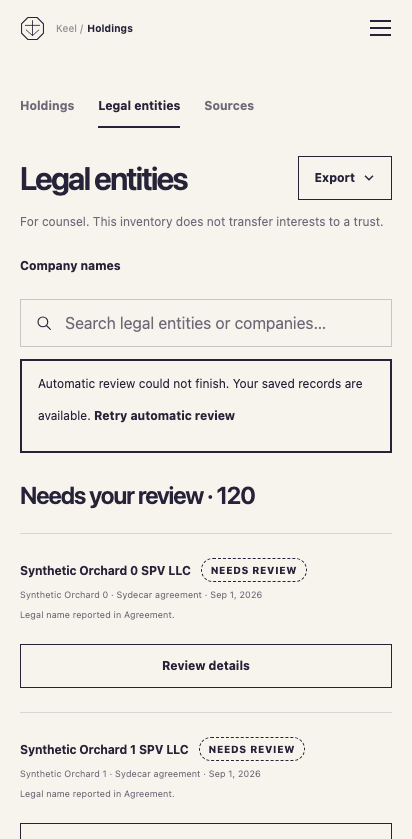 Keel / Holdings
Holdings Legal entities Sources
Legal entities
Export
For counsel. This inventory does not transfer interests to a trust.
Company names
Search legal entities or companies...
Automatic review could not finish. Your saved records are
available. Retry automatic review
Needs your review · 120
Synthetic Orchard 0 SPV LLC NEEDS REVIEW
Synthetic Orchard 0 · Sydecar agreement · Sep 1, 2026
Legal name reported in Agreement.
Review details
Synthetic Orchard 1 SPV LLC NEEDS REVIEW
Synthetic Orchard 1 · Sydecar agreement · Sep 1, 2026
Legal name reported in Agreement.